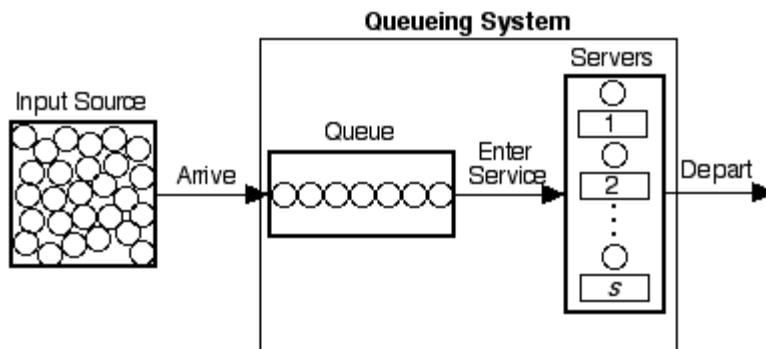 Queueing System
Servers
Input Source
1
Queue
Enter
Service
Arrive
Depart
2
s